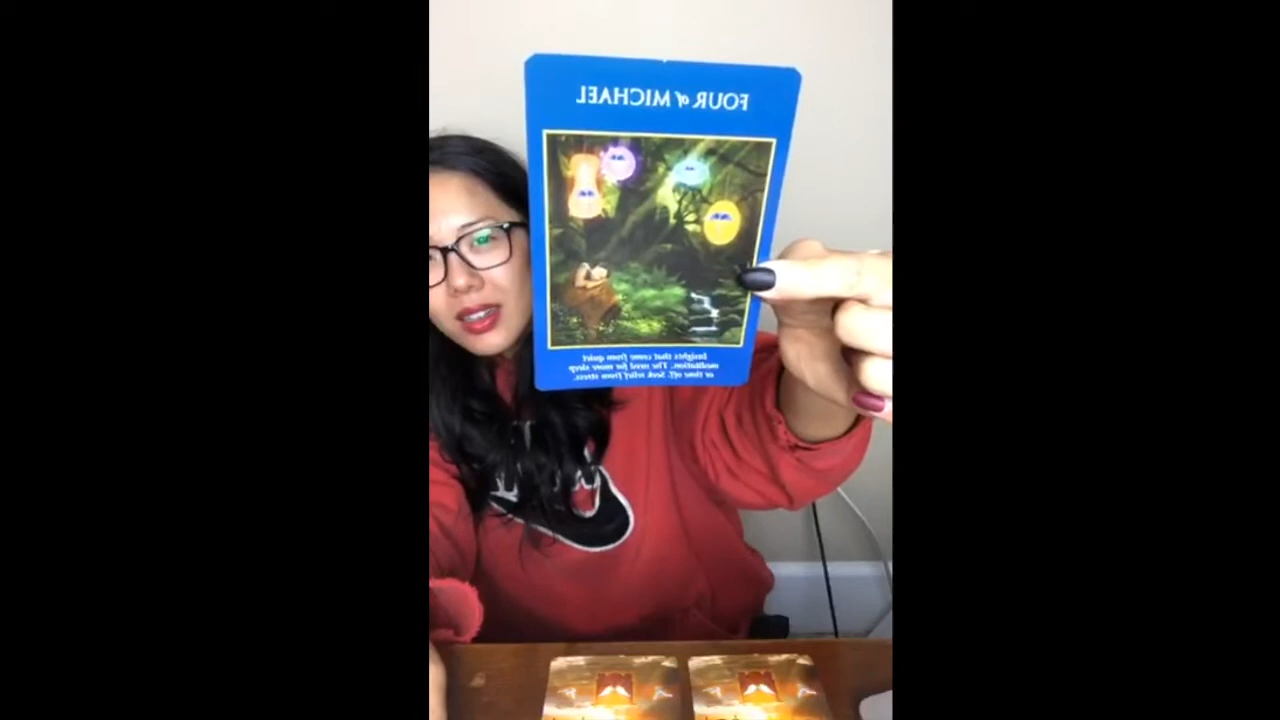 FOUR of MICHAEL
Insights that come from quiet
meditation. The need for more sleep
or time off. Seek relief from stress.